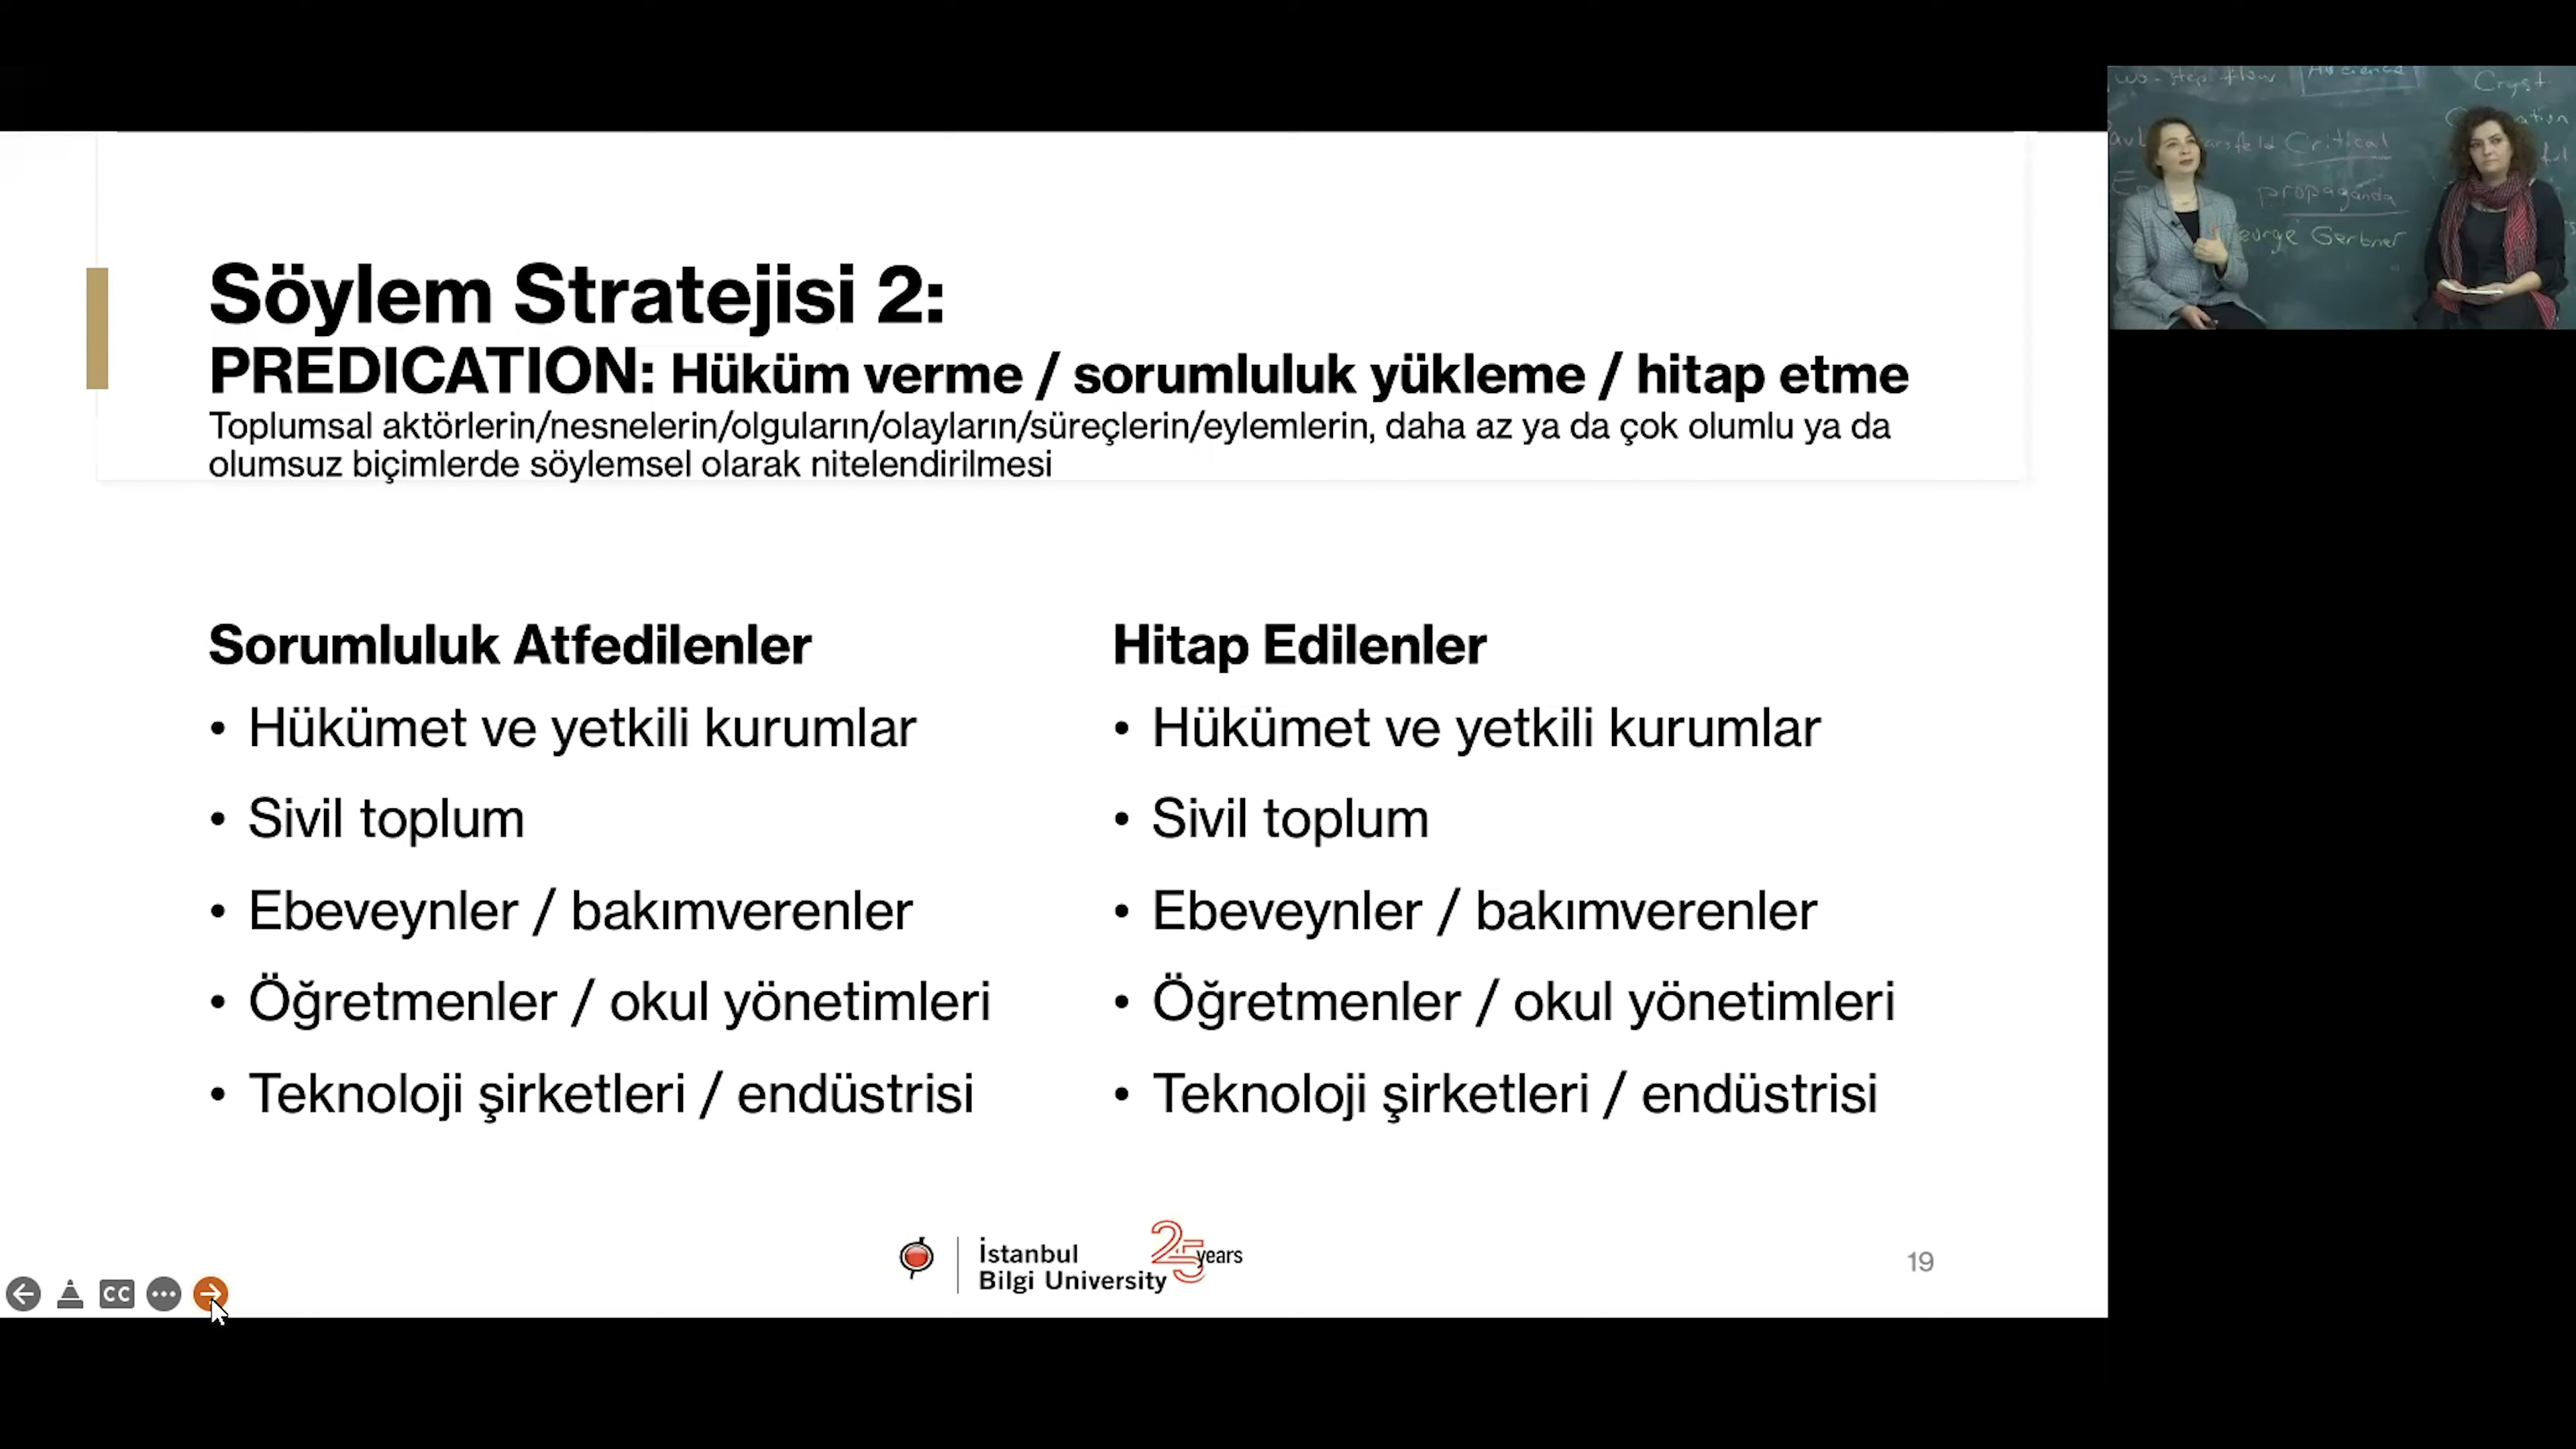 Söylem Stratejisi 2:
PREDICATION: Hüküm verme / sorumluluk yükleme / hitap etme
Toplumsal aktörlerin/nesnelerin/olguların/olayların/süreçlerin/eylemlerin, daha az ya da çok olumlu ya da
olumsuz biçimlerde söylemsel olarak nitelendirilmesi
Sorumluluk Atfedilenler
• Hükümet ve yetkili kurumlar
• Sivil toplum
• Ebeveynler / bakımverenler
• Öğretmenler / okul yönetimleri
• Teknoloji şirketleri / endüstrisi
Hitap Edilenler
• Hükümet ve yetkili kurumlar
• Sivil toplum
• Ebeveynler / bakımverenler
• Öğretmenler / okul yönetimleri
• Teknoloji şirketleri / endüstrisi
İstanbul
Bilgi University
25 years
19
CC
flow
Critical
propaganda
Gerbner